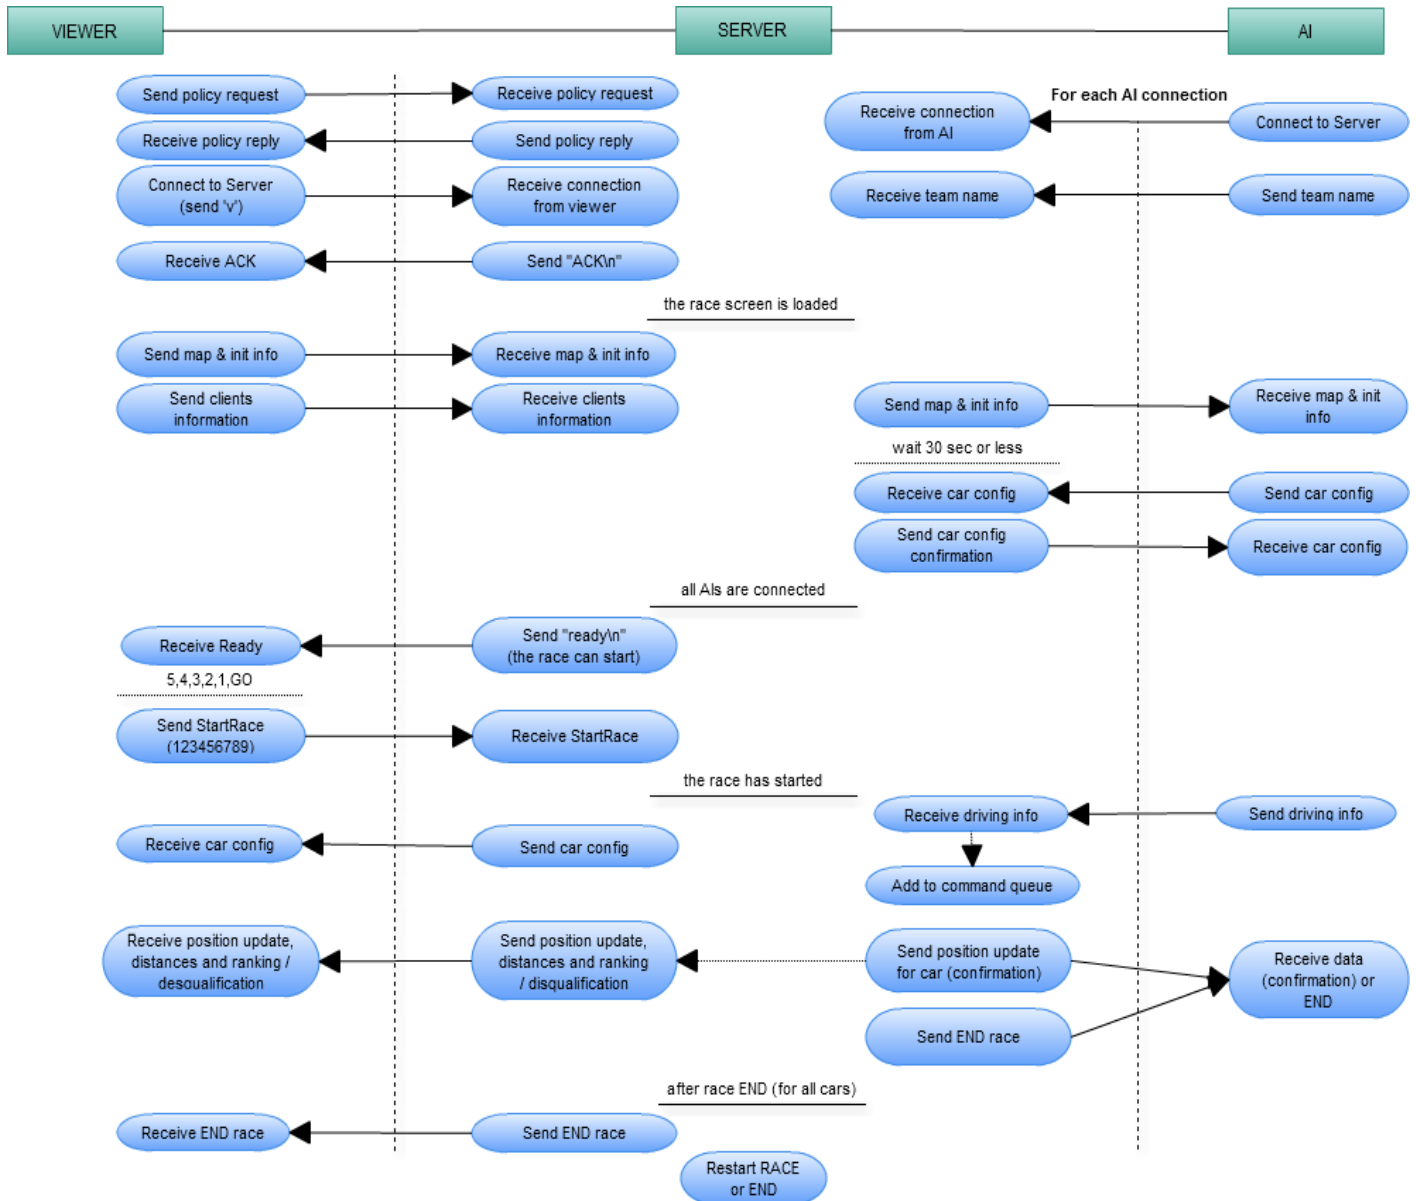 VIEWER
SERVER
AI
Send policy request
Receive policy request
For each AI connection
Receive connection
from AI
Connect to Server
Receive policy reply
Send policy reply
Connect to Server
(send 'v')
Receive connection
from viewer
Receive team name
Send team name
Receive ACK
Send "ACK\n"
the race screen is loaded
Send map & init info
Receive map & init info
Send clients
information
Receive clients
information
Send map & init info
Receive map & init
info
wait 30 sec or less
Receive car config
Send car config
Send car config
confirmation
Receive car config
all AIs are connected
Receive Ready
Send "ready\n"
(the race can start)
5,4,3,2,1,GO
Send StartRace
(123456789)
Receive StartRace
the race has started
Receive driving info
Send driving info
Receive car config
Send car config
Add to command queue
Receive position update,
distances and ranking /
desqualification
Send position update,
distances and ranking
/ disqualification
Send position update
for car (confirmation)
Receive data
(confirmation) or
END
Send END race
after race END (for all cars)
Receive END race
Send END race
Restart RACE
or END